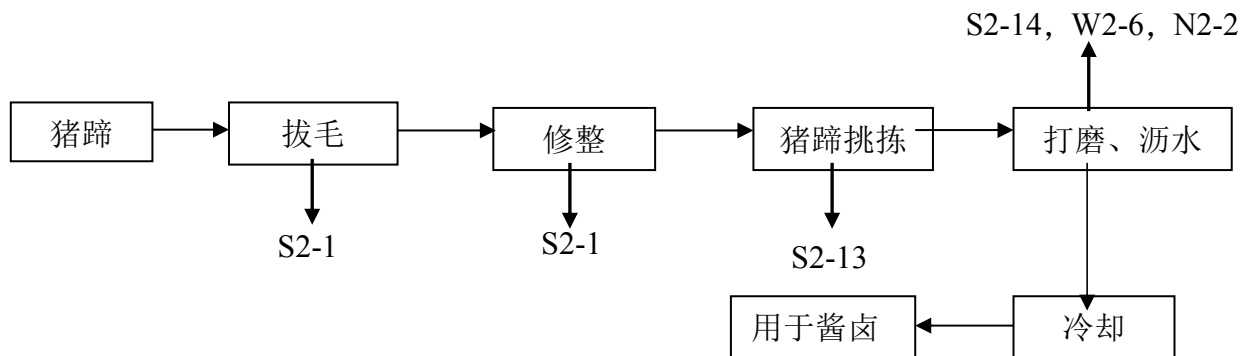 S2-14，W2-6，N2-2
猪蹄
拔毛
修整
猪蹄挑拣
打磨、沥水
S2-1
S2-1
S2-13
用于酱卤
冷却